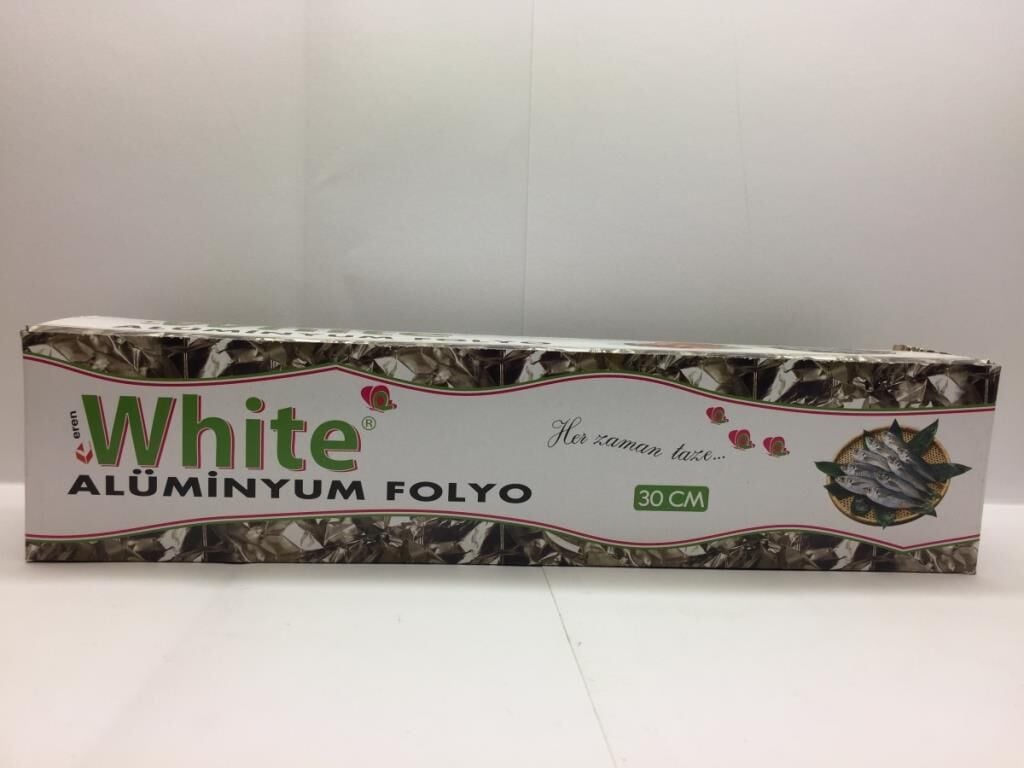 ALÜMİNYUM FOLYO
eren
White®
ALÜMİNYUM FOLYO
Her zaman taze...
30 CM